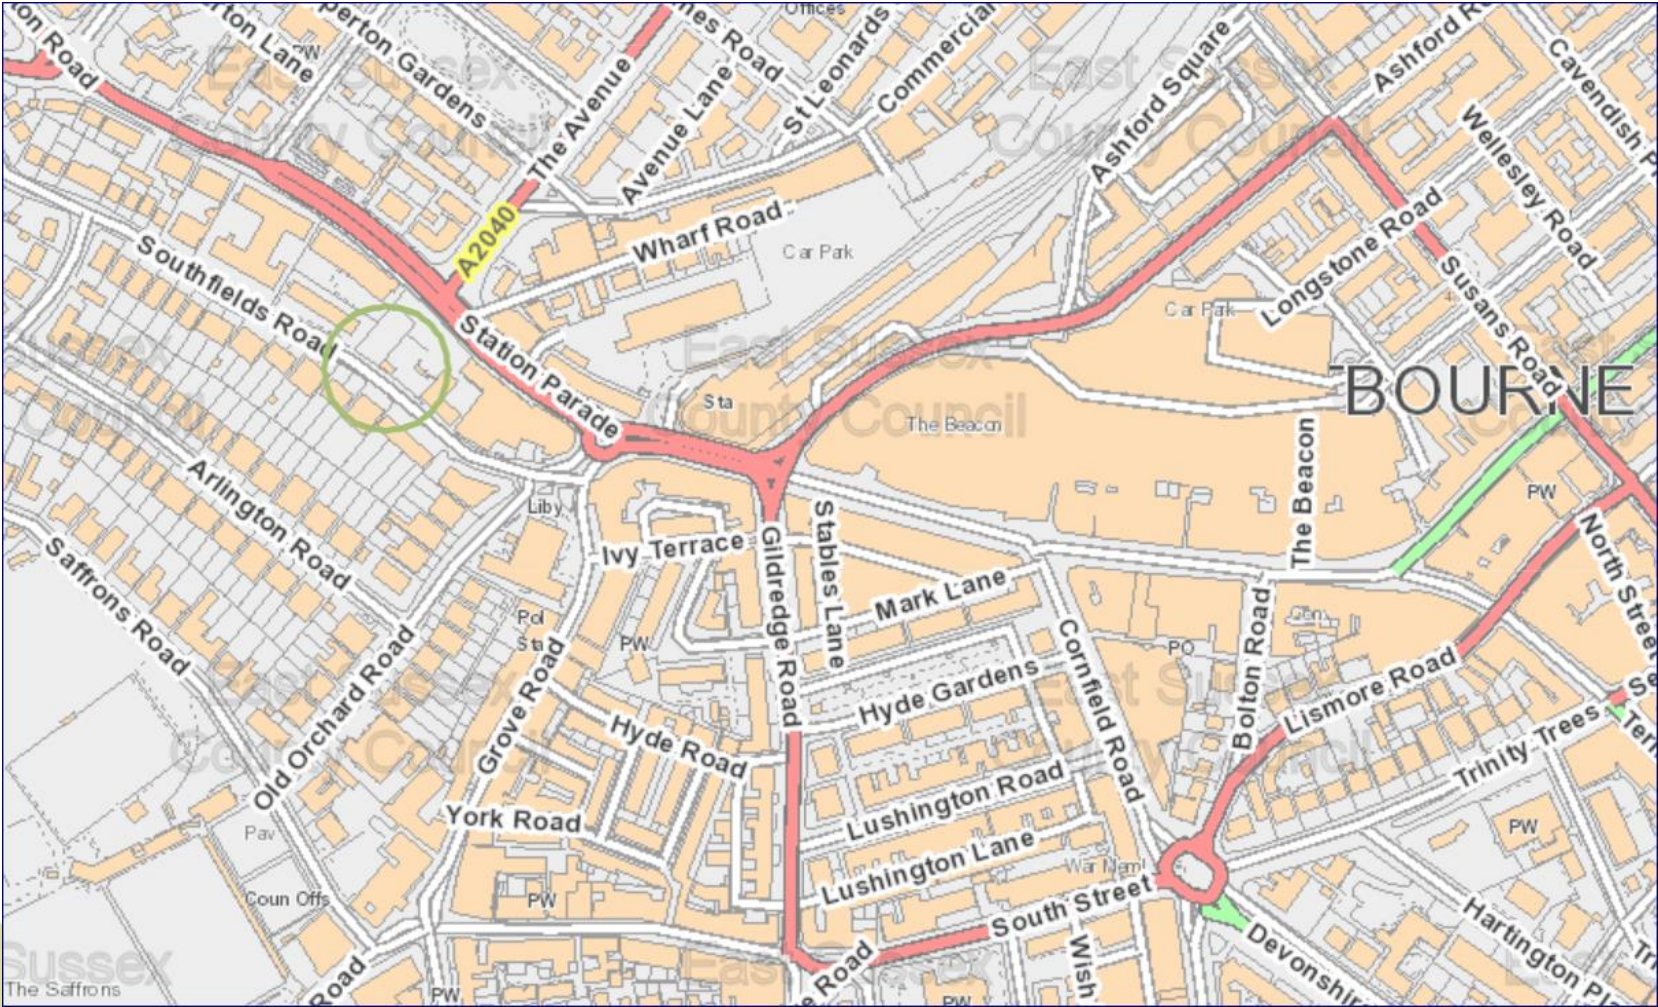 Offices
PW
The Avenue
Avenue Lane
St Leonards
Commercial
Ashford Square
Ashford Ro
Cavendish P
Wellesley Road
A2040
Wharf Road
Car Park
Southfields Road
Station Parade
Longstone Road
Car Park
Susans Road
BOURNE
Sta
The Beacon
The Beacon
Arlington Road
Saffrons Road
Liby
Ivy Terrace
Gildredge Road
Stables Lane
Mark Lane
PW
North Street
Pol
Sta
PW
PO
Cen
Cornfield Road
Bolton Road
Lismore Road
Trinity Trees
Old Orchard Road
Grove Road
Hyde Road
Hyde Gardens
York Road
Lushington Road
Lushington Lane
Pav
Coun Offs
PW
War Meml
South Street
PW
Hartington Pl
Devonshire
Wish
The Saffrons
Road
PW
e Road
PW
East Sussex
County Council